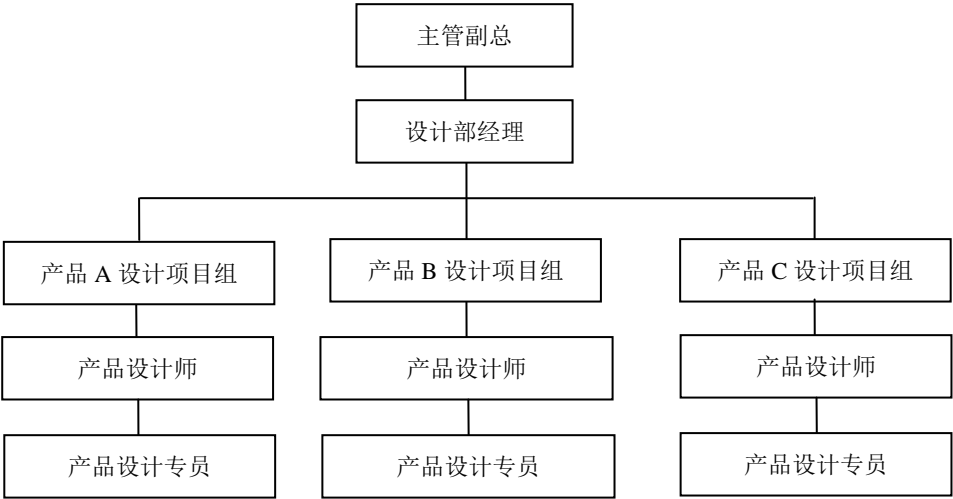 主管副总
设计部经理
产品 A 设计项目组
产品 B 设计项目组
产品 C 设计项目组
产品设计师
产品设计师
产品设计师
产品设计专员
产品设计专员
产品设计专员